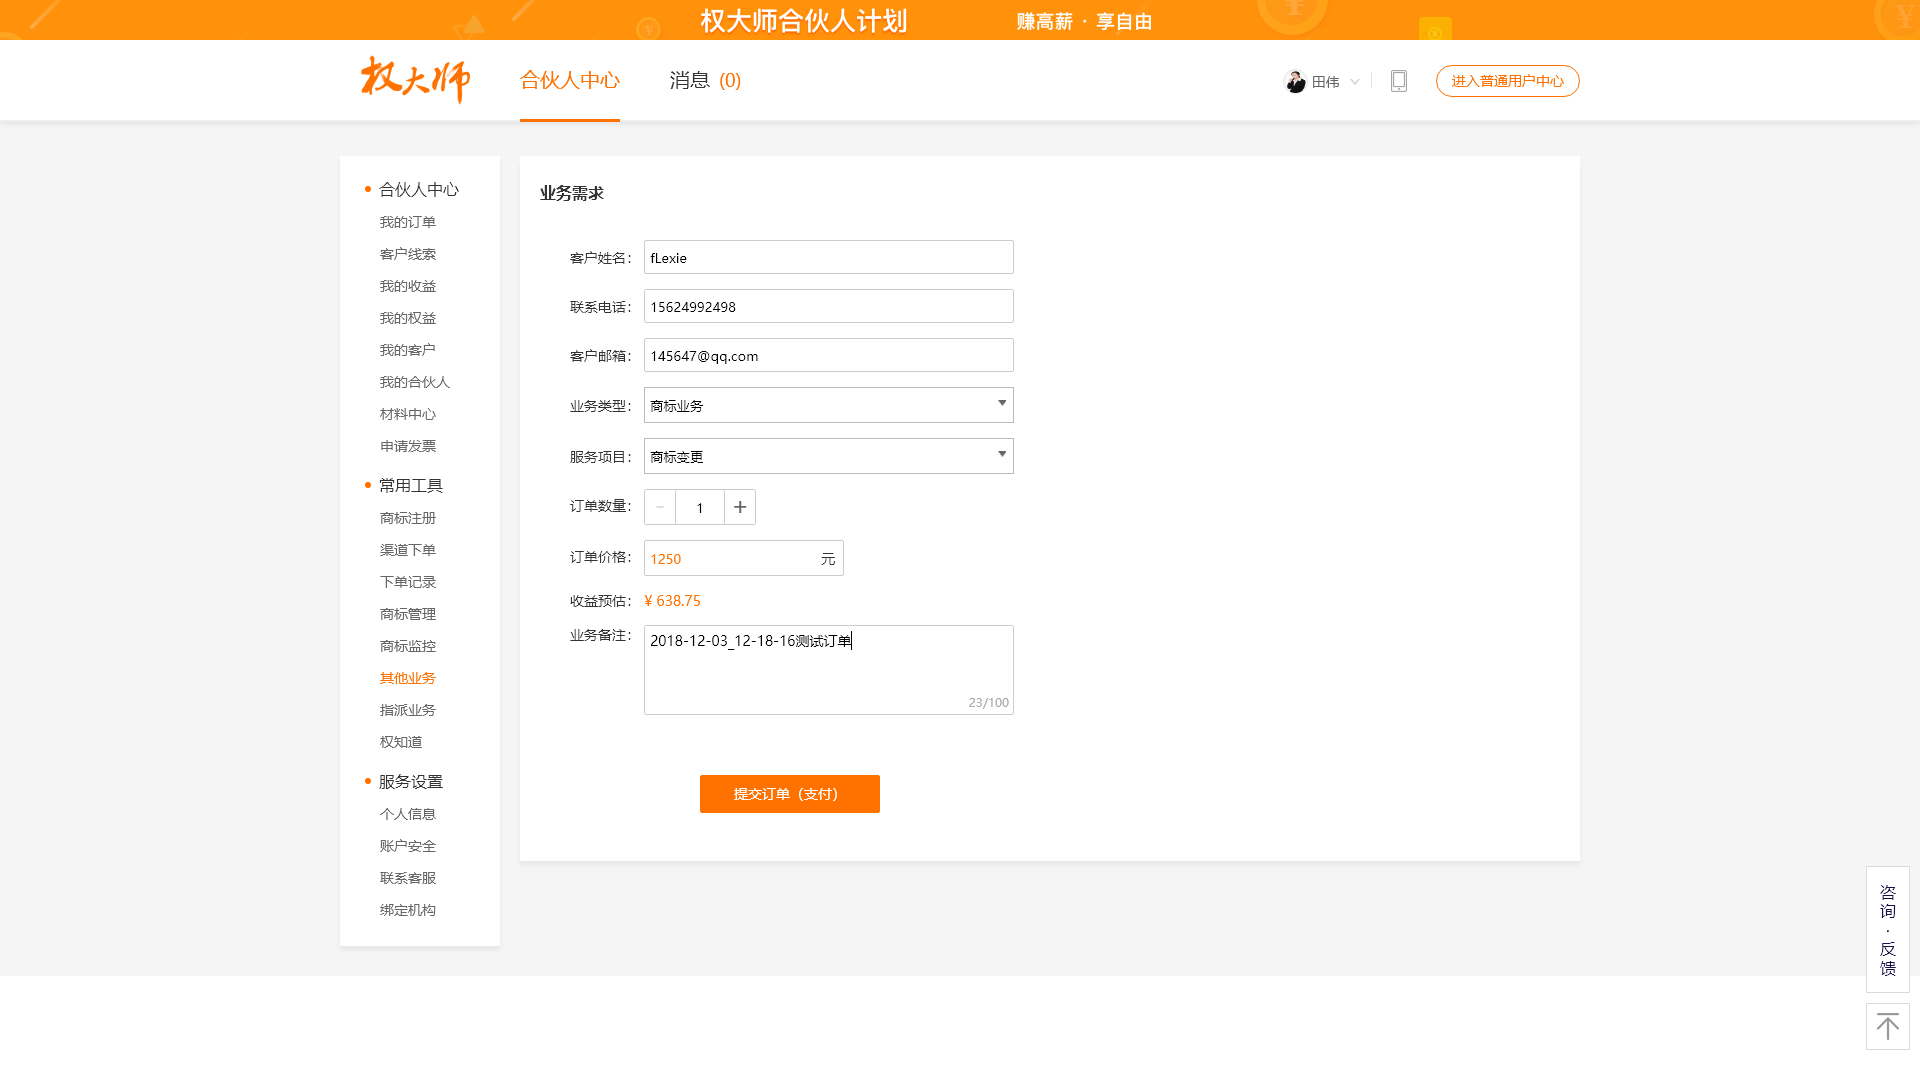 权大师合伙人计划 赚高薪 · 享自由
权大师 合伙人中心 消息 (0) 田伟 进入普通用户中心
合伙人中心
我的订单
客户线索
我的收益
我的权益
我的客户
我的合伙人
材料中心
申请发票
常用工具
商标注册
渠道下单
下单记录
商标管理
商标监控
其他业务
指派业务
权知道
服务设置
个人信息
账户安全
联系客服
绑定机构
业务需求
客户姓名： fLexie
联系电话： 15624992498
客户邮箱： 145647@qq.com
业务类型： 商标业务
服务项目： 商标变更
订单数量： − 1 +
订单价格： 1250 元
收益预估： ¥ 638.75
业务备注： 2018-12-03_12-18-16测试订单
23/100
提交订单（支付）
咨
询
·
反
馈